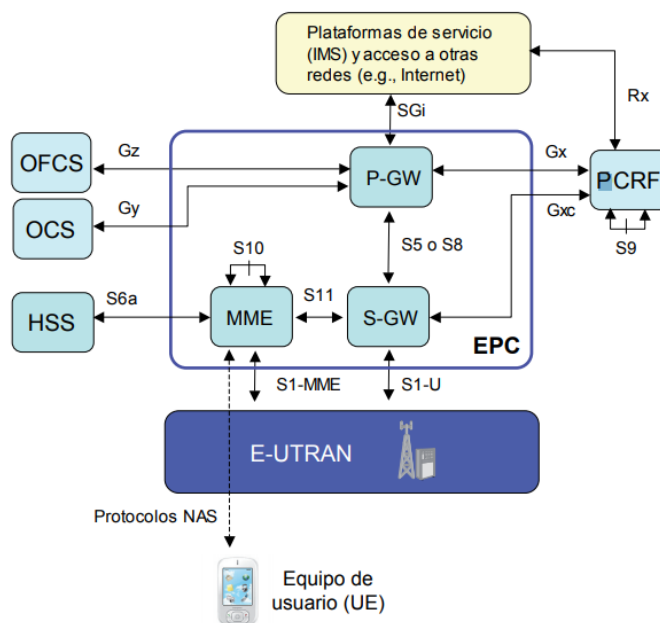 Plataformas de servicio
(IMS) y acceso a otras
redes (e.g., Internet)
SGi
Rx
OFCS
Gz
P-GW
Gx
PCRF
OCS
Gy
Gxc
S10
S5 o S8
S9
HSS
S6a
MME
S11
S-GW
EPC
S1-MME
S1-U
E-UTRAN
Protocolos NAS
Equipo de
usuario (UE)